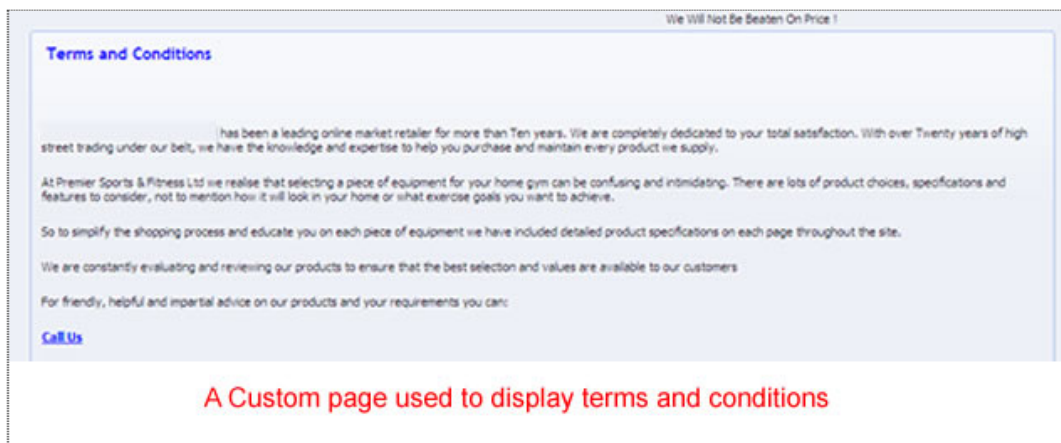 We Will Not Be Beaten On Price !
Terms and Conditions
has been a leading online market retailer for more than Ten years. We are completely dedicated to your total satisfaction. With over Twenty years of high
street trading under our belt, we have the knowledge and expertise to help you purchase and maintain every product we supply.
At Premier Sports & Fitness Ltd we realise that selecting a piece of equipment for your home gym can be confusing and intimidating. There are lots of product choices, specifications and
features to consider, not to mention how it will look in your home or what exercise goals you want to achieve.
So to simplify the shopping process and educate you on each piece of equipment we have included detailed product specifications on each page throughout the site.
We are constantly evaluating and reviewing our products to ensure that the best selection and values are available to our customers
For friendly, helpful and impartial advice on our products and your requirements you can:
Call Us
A Custom page used to display terms and conditions